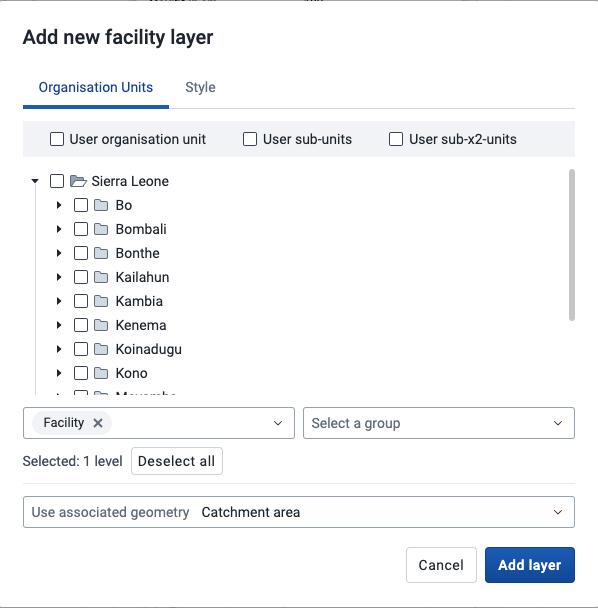 Add new facility layer
Organisation Units Style
User organisation unit User sub-units User sub-x2-units
Sierra Leone
Bo
Bombali
Bonthe
Kailahun
Kambia
Kenema
Koinadugu
Kono
Facility Select a group
Selected: 1 level Deselect all
Use associated geometry Catchment area
Cancel Add layer